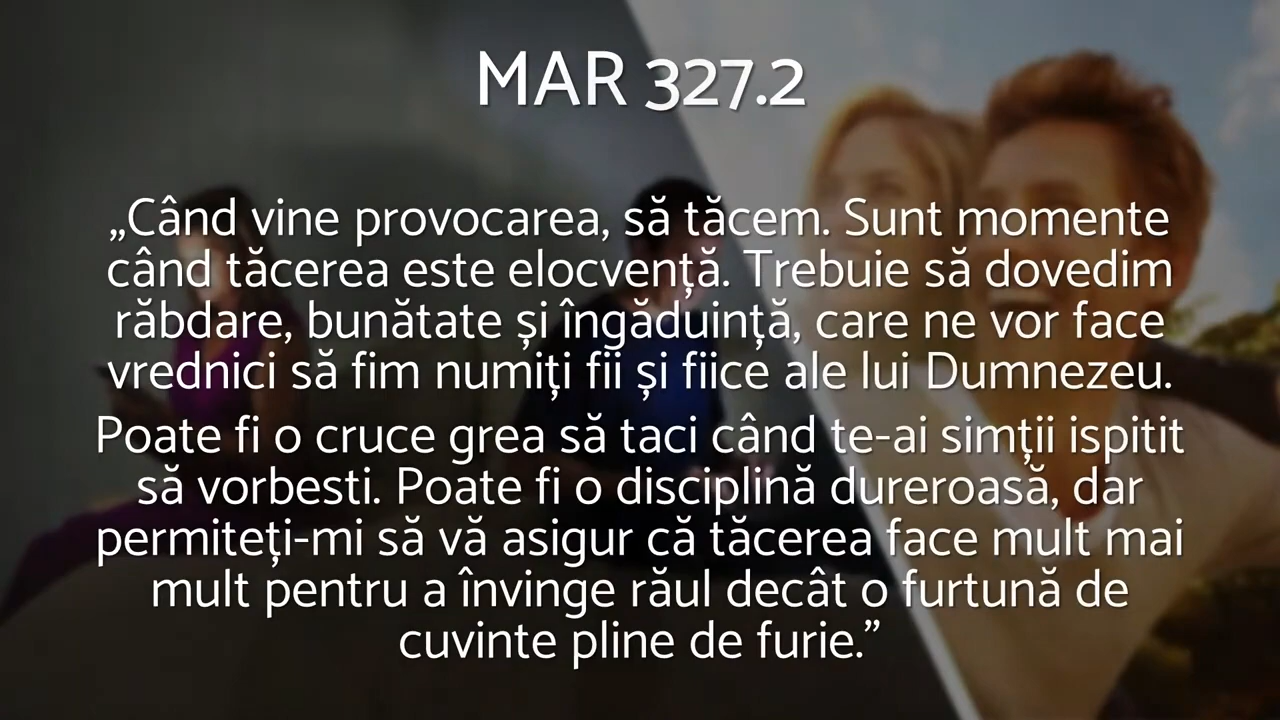 MAR 327.2
„Când vine provocarea, să tăcem. Sunt momente
când tăcerea este elocvență. Trebuie să dovedim
răbdare, bunătate și îngăduință, care ne vor face
vrednici să fim numiți fii și fiice ale lui Dumnezeu.
Poate fi o cruce grea să taci când te-ai simții ispitit
să vorbesti. Poate fi o disciplină dureroasă, dar
permiteți-mi să vă asigur că tăcerea face mult mai
mult pentru a învinge răul decât o furtună de
cuvinte pline de furie.”